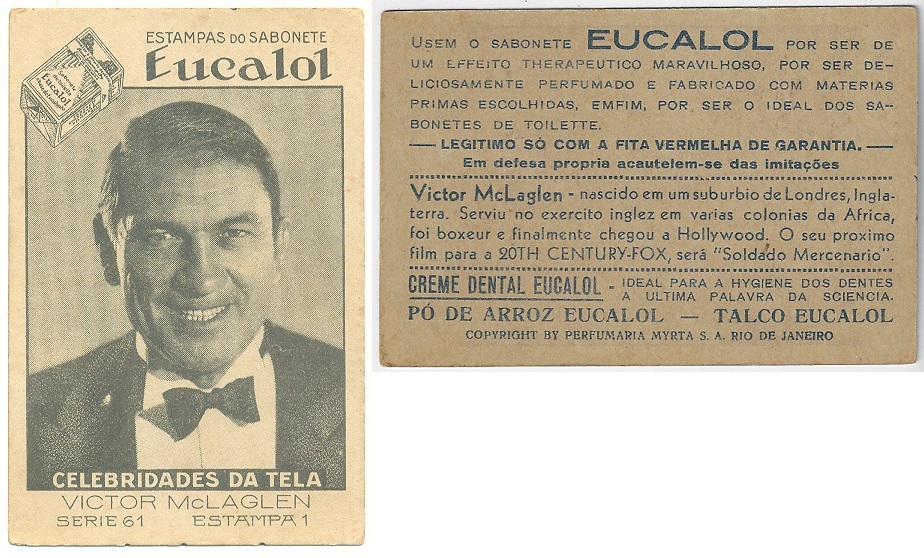 ESTAMPAS DO SABONETE
Eucalol
Eucalol
CELEBRIDADES DA TELA
VICTOR McLAGLEN
SERIE 61 ESTAMPA 1
USEM O SABONETE EUCALOL POR SER DE
UM EFFEITO THERAPEUTICO MARAVILHOSO, POR SER DE-
LICIOSAMENTE PERFUMADO E FABRICADO COM MATERIAS
PRIMAS ESCOLHIDAS, EMFIM, POR SER O IDEAL DOS SA-
BONETES DE TOILETTE.
— LEGITIMO SÓ COM A FITA VERMELHA DE GARANTIA. —
Em defesa propria acautelem-se das imitações
Victor McLaglen - nascido em um suburbio de Londres, Ingla-
terra. Serviu no exercito inglez em varias colonias da Africa,
foi boxeur e finalmente chegou a Hollywood. O seu proximo
film para a 20TH CENTURY-FOX, será "Soldado Mercenario".
CREME DENTAL EUCALOL - IDEAL PARA A HYGIENE DOS DENTES
A ULTIMA PALAVRA DA SCIENCIA.
PÓ DE ARROZ EUCALOL — TALCO EUCALOL
COPYRIGHT BY PERFUMARIA MYRTA S. A. RIO DE JANEIRO